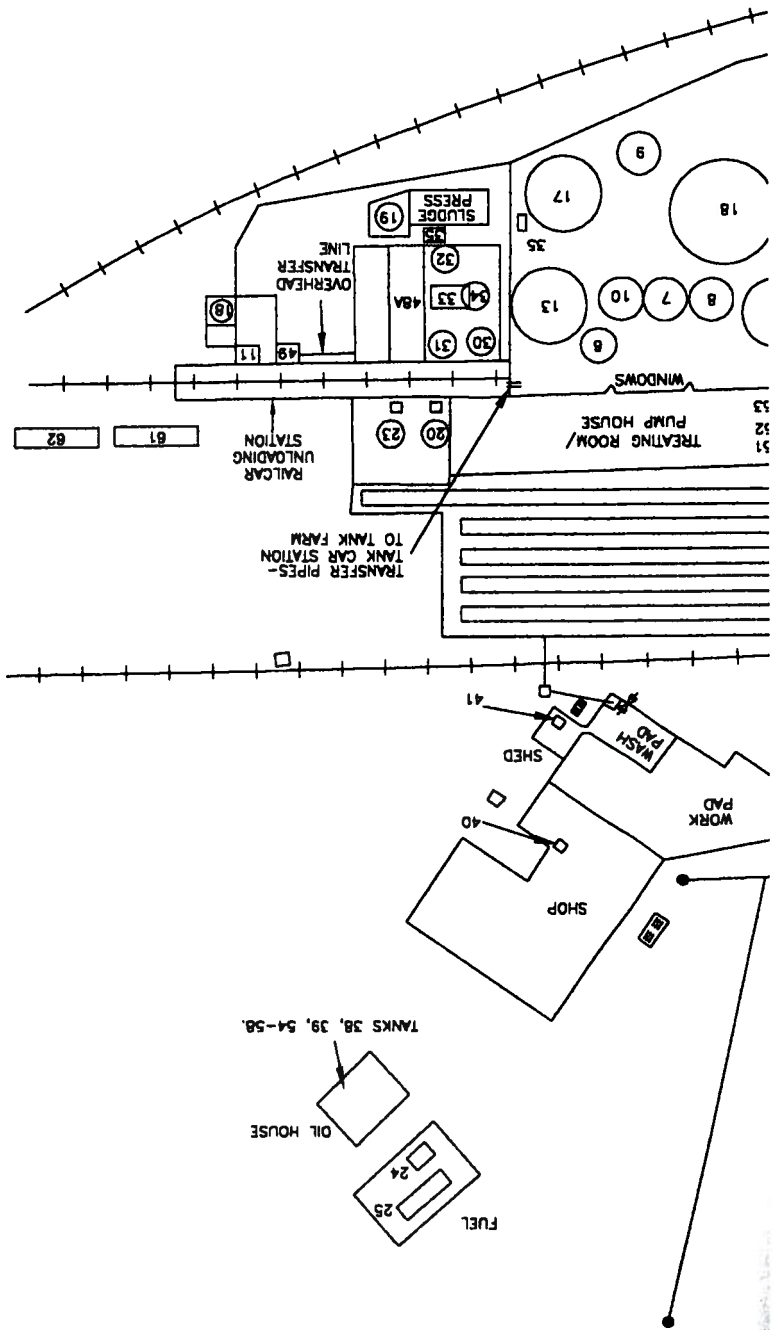 FUEL
25
24
OIL HOUSE
TANKS 38, 39, 54-58.
SHOP
40
WORK
PAD
WASH
PAD
SHED
41
TRANSFER PIPES-
TANK CAR STATION
TO TANK FARM
51
52
53
TREATING ROOM/
PUMP HOUSE
WINDOWS
20
23
RAILCAR
UNLOADING
STATION
61
62
8
7
10
13
9
17
35
30
31
34
33
32
48A
35
SLUDGE
PRESS
19
OVERHEAD
TRANSFER
LINE
49
11
18